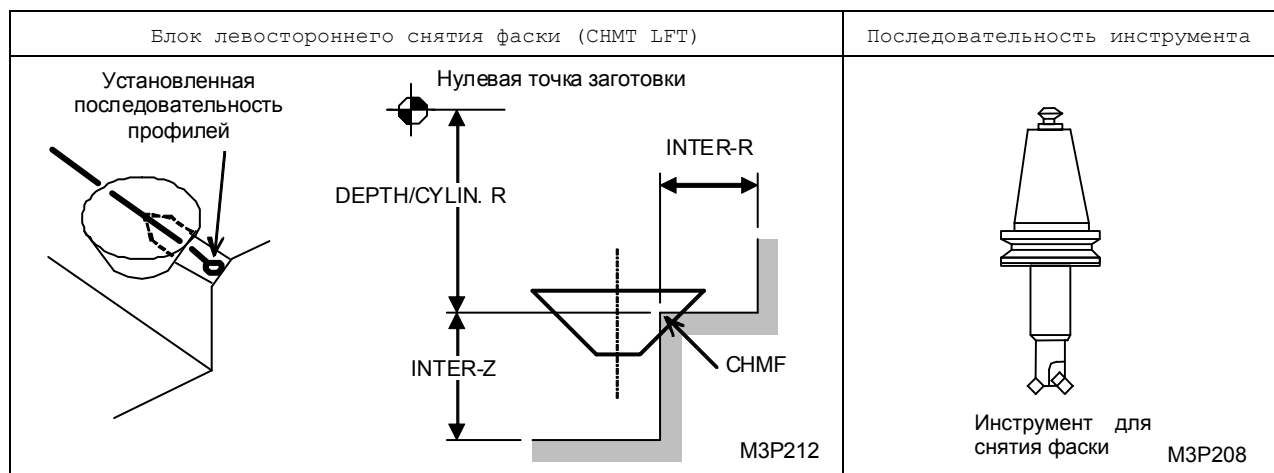 Блок левостороннего снятия фаски (CHMT LFT)
Последовательность инструмента
Установленная
последовательность
профилей
Нулевая точка заготовки
INTER-R
DEPTH/CYLIN. R
INTER-Z
CHMF
M3P212
Инструмент для
снятия фаски
M3P208